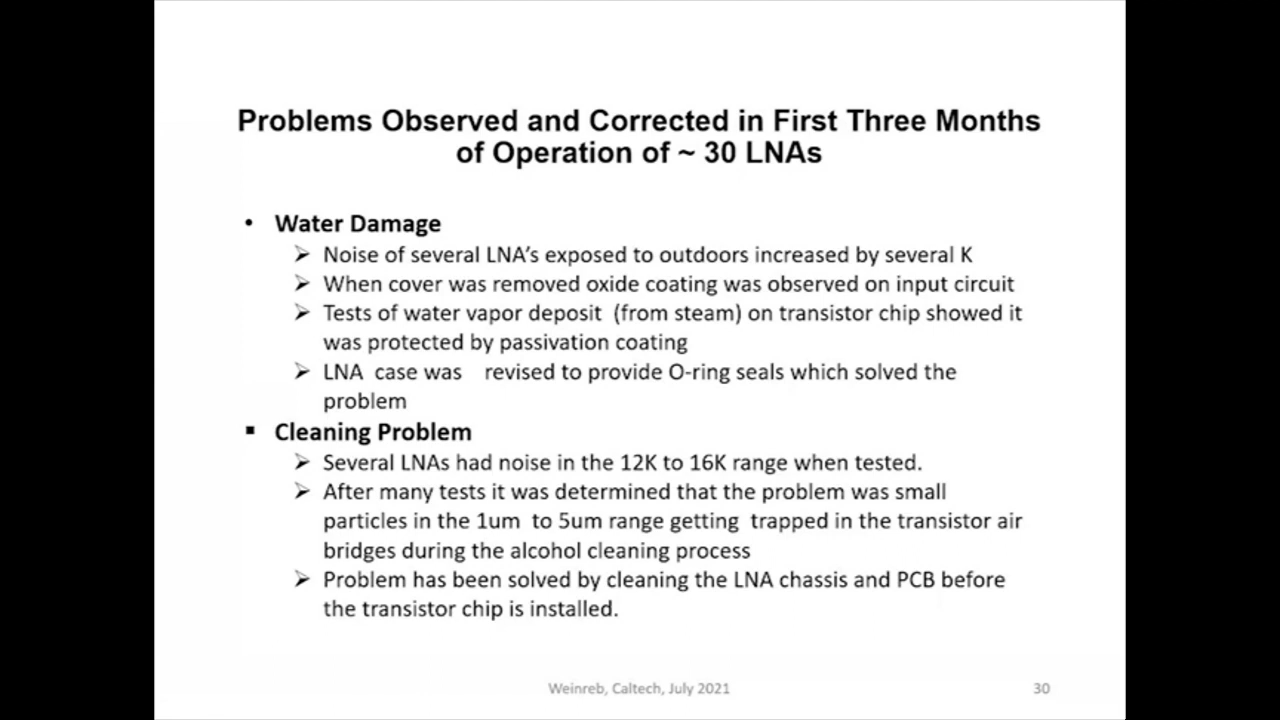 Problems Observed and Corrected in First Three Months
of Operation of ~ 30 LNAs
• Water Damage
➢ Noise of several LNA’s exposed to outdoors increased by several K
➢ When cover was removed oxide coating was observed on input circuit
➢ Tests of water vapor deposit (from steam) on transistor chip showed it
was protected by passivation coating
➢ LNA case was revised to provide O-ring seals which solved the
problem
▪ Cleaning Problem
➢ Several LNAs had noise in the 12K to 16K range when tested.
➢ After many tests it was determined that the problem was small
particles in the 1um to 5um range getting trapped in the transistor air
bridges during the alcohol cleaning process
➢ Problem has been solved by cleaning the LNA chassis and PCB before
the transistor chip is installed.
Weinreb, Caltech, July 2021
30